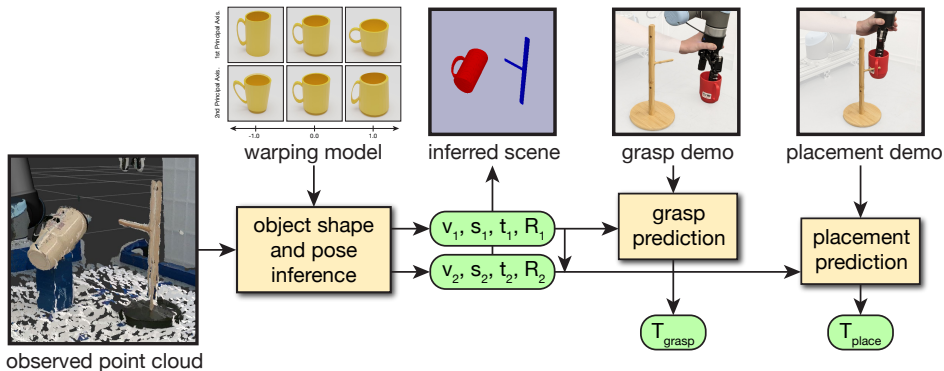 1st Principal Axis.
2nd Principal Axis.
-1.0 0.0 1.0
warping model
inferred scene
grasp demo
placement demo
object shape
and pose
inference
v1, s1, t1, R1
v2, s2, t2, R2
grasp
prediction
placement
prediction
Tgrasp
Tplace
observed point cloud